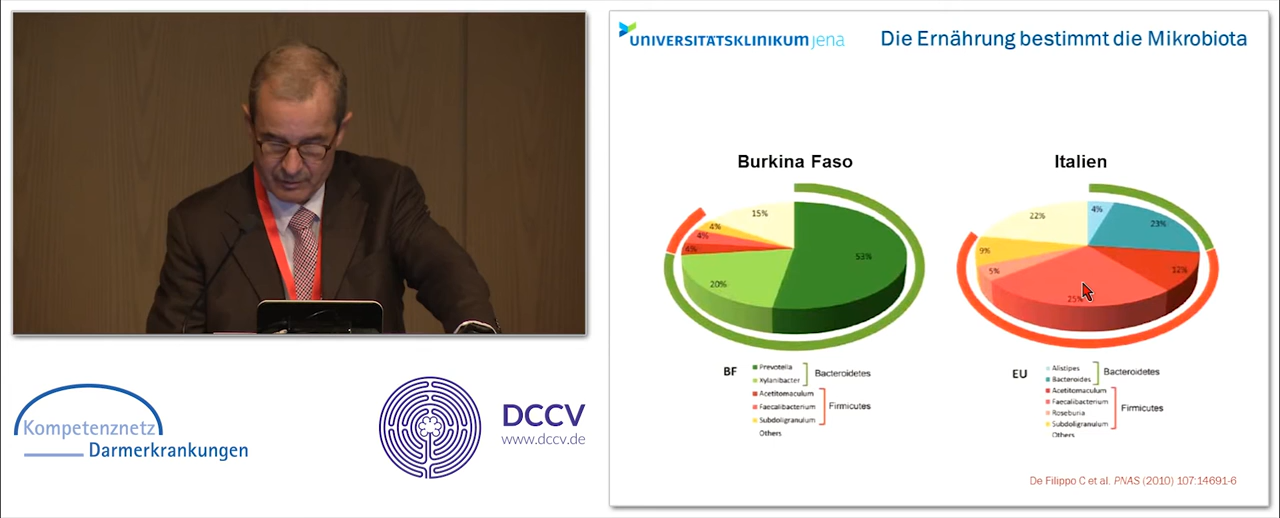 UNIVERSITÄTSKLINIKUM jena
Die Ernährung bestimmt die Mikrobiota
Burkina Faso
15%
4%
4%
4%
20%
53%
BF
Prevotella
Xylanibacter
Bacteroidetes
Acetitomaculum
Faecalibacterium
Subdoligranulum
Firmicutes
Others
Italien
4%
23%
22%
9%
5%
12%
25%
EU
Alistipes
Bacteroides
Bacteroidetes
Acetitomaculum
Faecalibacterium
Roseburia
Subdoligranulum
Firmicutes
Others
De Filippo C et al. PNAS (2010) 107:14691-6
Kompetenznetz
Darmerkrankungen
DCCV
www.dccv.de